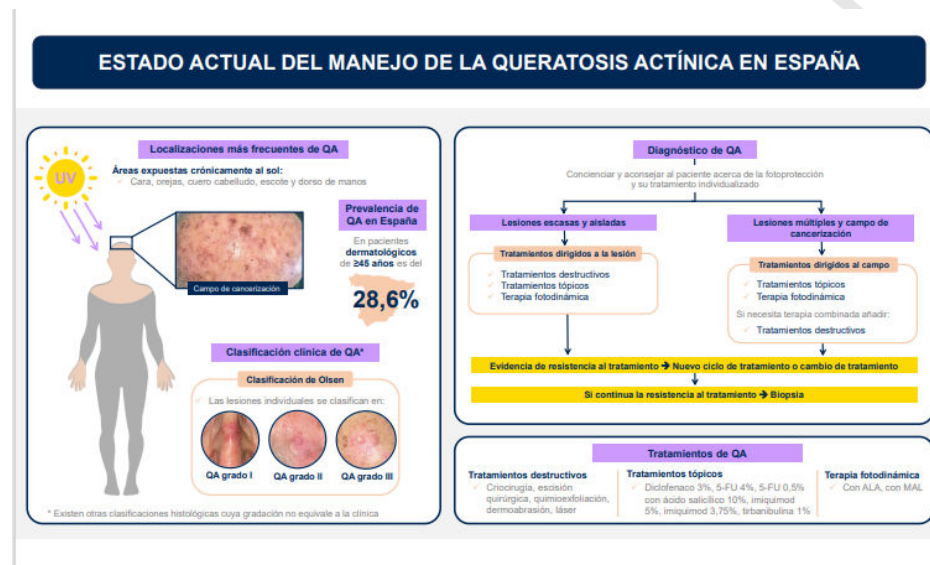 ESTADO ACTUAL DEL MANEJO DE LA QUERATOSIS ACTÍNICA EN ESPAÑA
Localizaciones más frecuentes de QA
UV
Áreas expuestas crónicamente al sol:
✓ Cara, orejas, cuero cabelludo, escote y dorso de manos
Campo de cancerización
Prevalencia de
QA en España
En pacientes
dermatológicos
de ≥45 años es del
28,6%
Clasificación clínica de QA*
Clasificación de Olsen
✓ Las lesiones individuales se clasifican en:
QA grado I
QA grado II
QA grado III
* Existen otras clasificaciones histológicas cuya gradación no equivale a la clínica
Diagnóstico de QA
Concienciar y aconsejar al paciente acerca de la fotoprotección
y su tratamiento individualizado
Lesiones escasas y aisladas
Tratamientos dirigidos a la lesión
✓ Tratamientos destructivos
✓ Tratamientos tópicos
✓ Terapia fotodinámica
Lesiones múltiples y campo de
cancerización
Tratamientos dirigidos al campo
✓ Tratamientos tópicos
✓ Terapia fotodinámica
Si necesita terapia combinada añadir:
✓ Tratamientos destructivos
Evidencia de resistencia al tratamiento → Nuevo ciclo de tratamiento o cambio de tratamiento
Si continua la resistencia al tratamiento → Biopsia
Tratamientos de QA
Tratamientos destructivos
✓ Criocirugía, escisión
quirúrgica, quimioexfoliación,
dermoabrasión, láser
Tratamientos tópicos
✓ Diclofenaco 3%, 5-FU 4%, 5-FU 0,5%
con ácido salicílico 10%, imiquimod
5%, imiquimod 3,75%, tirbanibulina 1%
Terapia fotodinámica
✓ Con ALA, con MAL